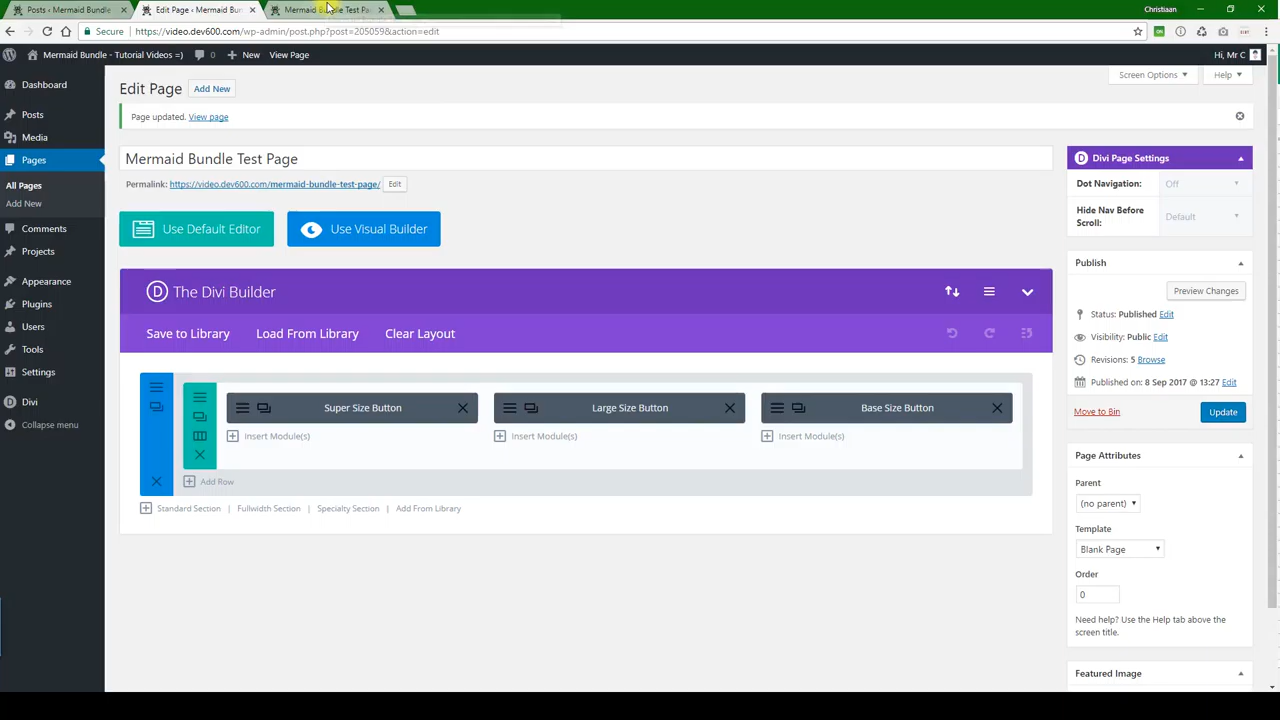 Posts ‹ Mermaid Bundle
Edit Page ‹ Mermaid Bun
Mermaid Bundle Test Pa
Christiaan
Secure
https://video.dev600.com/wp-admin/post.php?post=205059&action=edit
Mermaid Bundle - Tutorial Videos =)
0
New
View Page
Hi, Mr C
Dashboard
Posts
Media
Pages
All Pages
Add New
Comments
Projects
Appearance
Plugins
Users
Tools
Settings
Divi
Collapse menu
Edit Page
Add New
Screen Options
Help
Page updated. View page
Mermaid Bundle Test Page
Permalink: https://video.dev600.com/mermaid-bundle-test-page/ Edit
Use Default Editor
Use Visual Builder
D The Divi Builder
Save to Library
Load From Library
Clear Layout
Super Size Button
Large Size Button
Base Size Button
Insert Module(s)
Insert Module(s)
Insert Module(s)
Add Row
Standard Section | Fullwidth Section | Specialty Section | Add From Library
D Divi Page Settings
Dot Navigation: Off
Hide Nav Before
Scroll:
Default
Publish
Preview Changes
Status: Published Edit
Visibility: Public Edit
Revisions: 5 Browse
Published on: 8 Sep 2017 @ 13:27 Edit
Move to Bin
Update
Page Attributes
Parent
(no parent)
Template
Blank Page
Order
0
Need help? Use the Help tab above the
screen title.
Featured Image